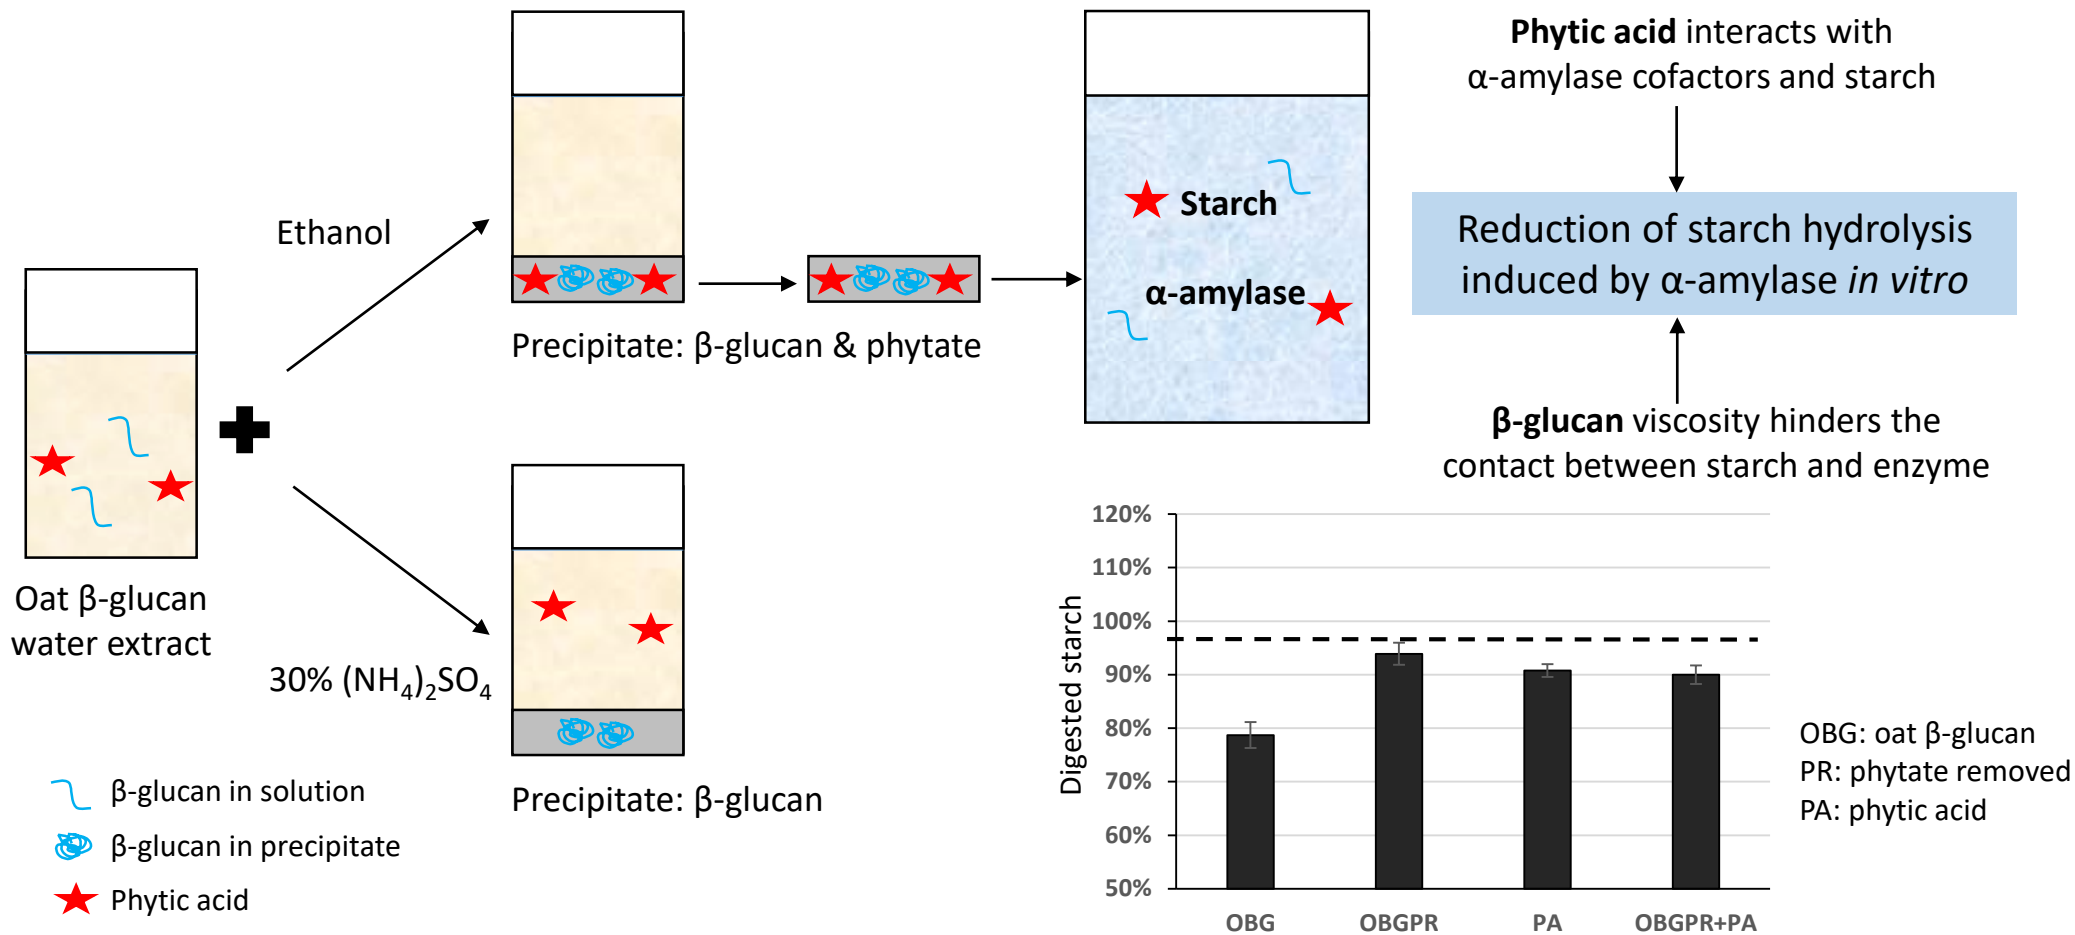 Ethanol
Oat β-glucan
water extract
30% (NH₄)₂SO₄
β-glucan in solution
β-glucan in precipitate
Phytic acid
Precipitate: β-glucan & phytate
Precipitate: β-glucan
Starch
α-amylase
Phytic acid interacts with
α-amylase cofactors and starch
Reduction of starch hydrolysis
induced by α-amylase in vitro
β-glucan viscosity hinders the
contact between starch and enzyme
Digested starch
120%
110%
100%
90%
80%
70%
60%
50%
OBG
OBGPR
PA
OBGPR+PA
OBG: oat β-glucan
PR: phytate removed
PA: phytic acid